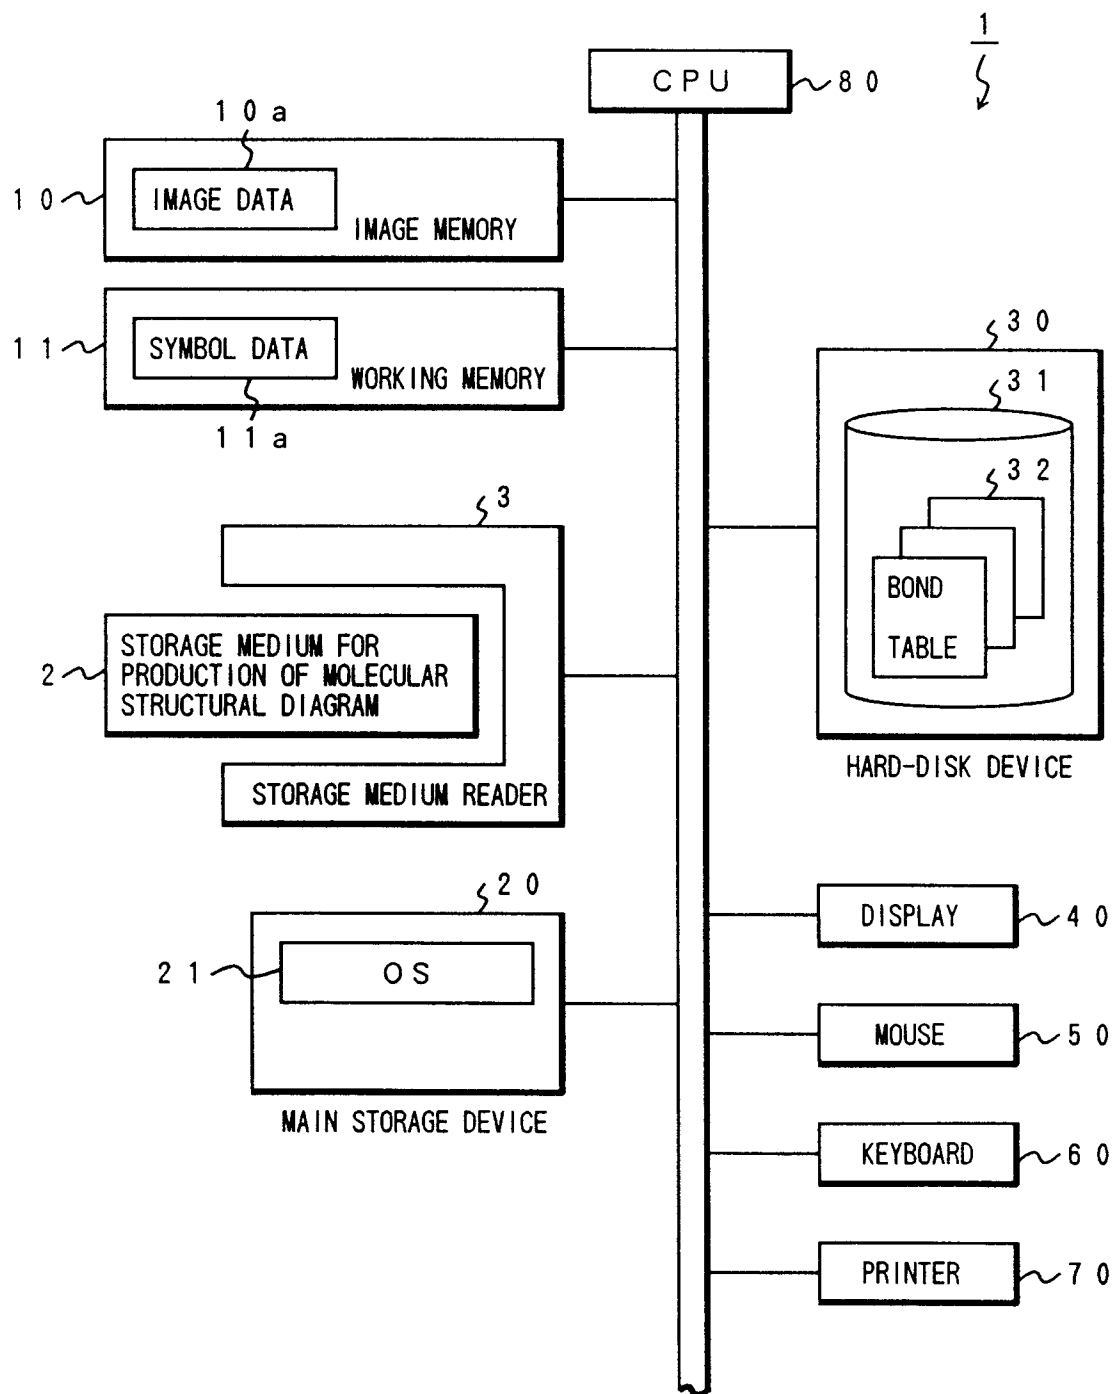 1
CPU
80
10a
10
IMAGE DATA
IMAGE MEMORY
11
SYMBOL DATA
WORKING MEMORY
11a
30
31
32
BOND
TABLE
HARD-DISK DEVICE
3
2
STORAGE MEDIUM FOR
PRODUCTION OF MOLECULAR
STRUCTURAL DIAGRAM
STORAGE MEDIUM READER
20
21
OS
MAIN STORAGE DEVICE
DISPLAY
40
MOUSE
50
KEYBOARD
60
PRINTER
70